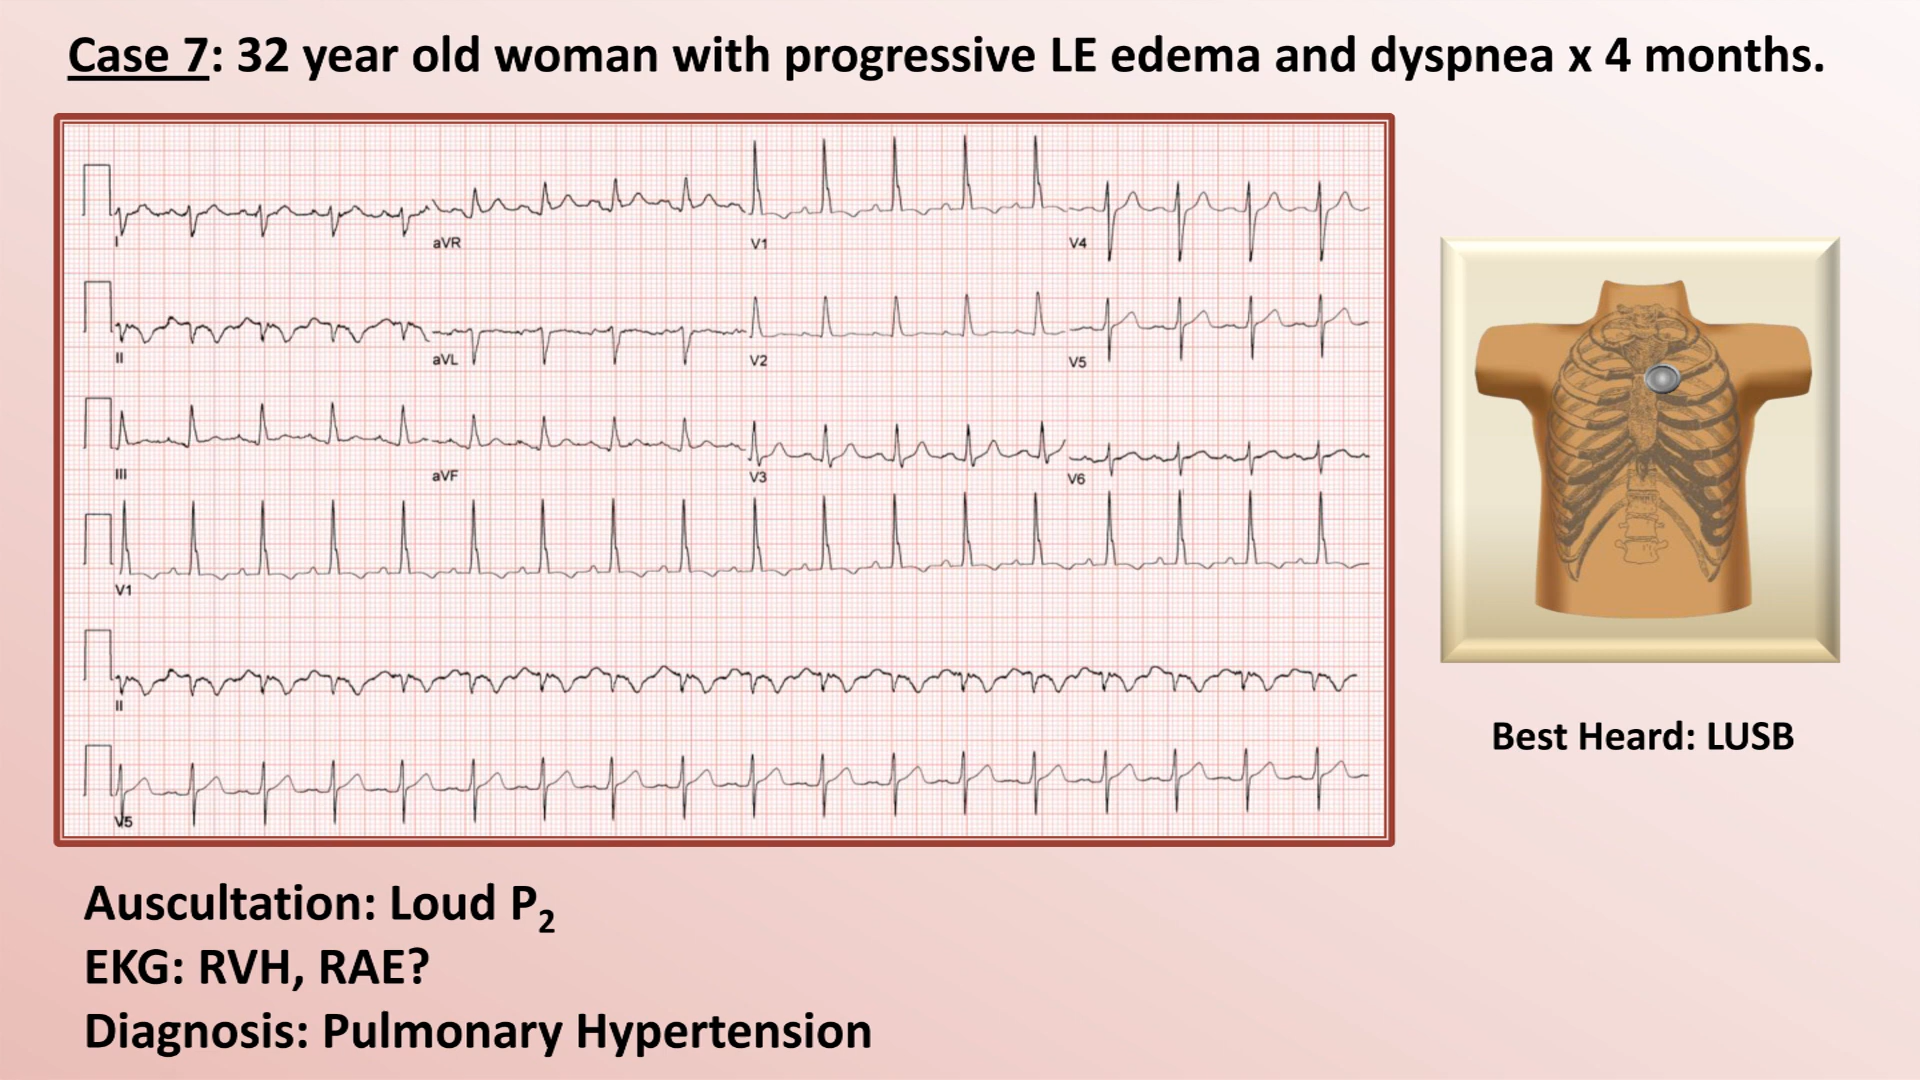 Case 7: 32 year old woman with progressive LE edema and dyspnea x 4 months.
I aVR V1 V4
II aVL V2 V5
III aVF V3 V6
V1
II
V5
Best Heard: LUSB
Auscultation: Loud P2
EKG: RVH, RAE?
Diagnosis: Pulmonary Hypertension